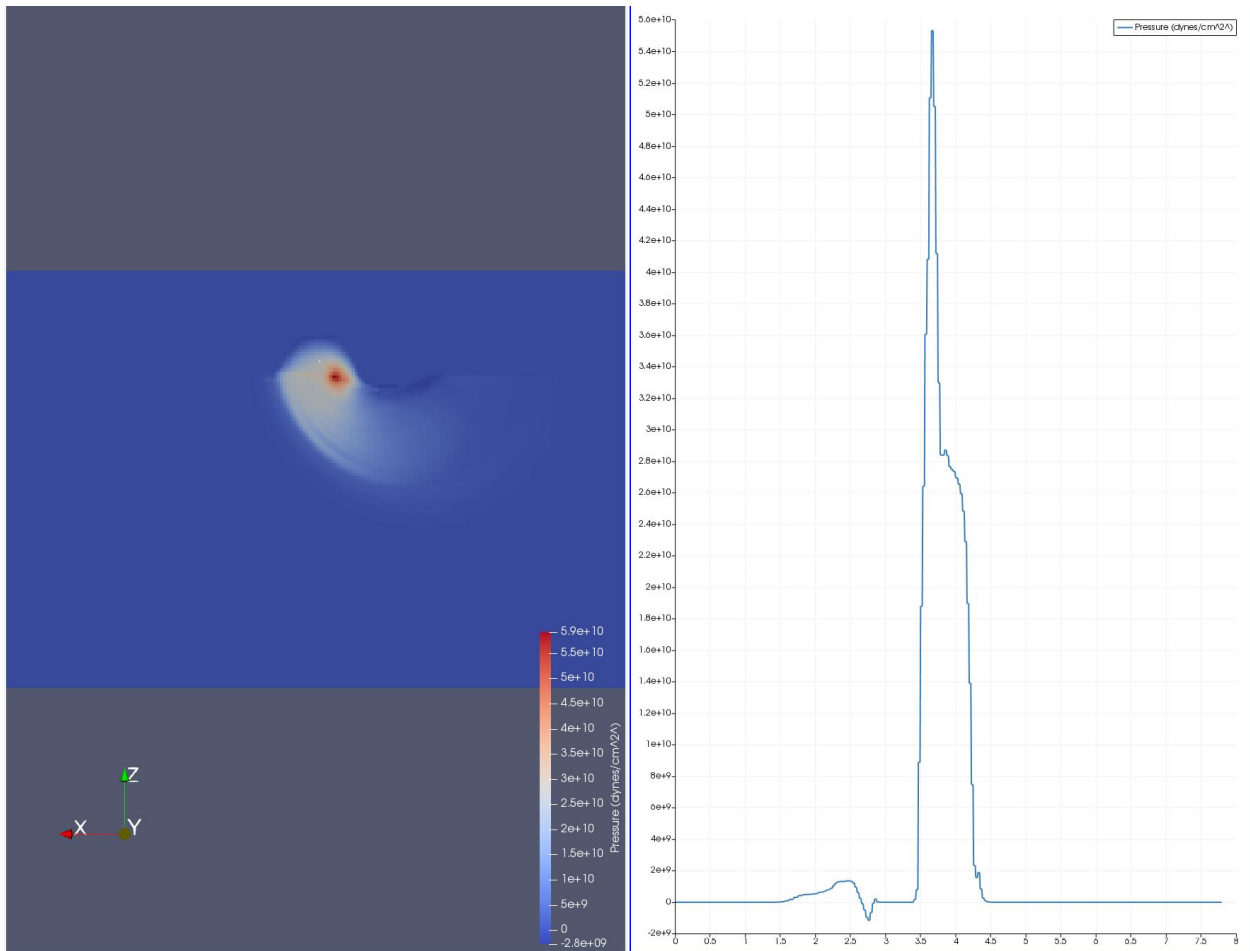 5.9e+10
5.5e+10
5e+10
4.5e+10
4e+10
3.5e+10
3e+10
2.5e+10
2e+10
1.5e+10
1e+10
5e+9
0
-2.8e+09
Pressure (dynes/cm^2^)
Z
X
Y
Pressure (dynes/cm^2^)
5.6e+10
5.4e+10
5.2e+10
5e+10
4.8e+10
4.6e+10
4.4e+10
4.2e+10
4e+10
3.8e+10
3.6e+10
3.4e+10
3.2e+10
3e+10
2.8e+10
2.6e+10
2.4e+10
2.2e+10
2e+10
1.8e+10
1.6e+10
1.4e+10
1.2e+10
1e+10
8e+9
6e+9
4e+9
2e+9
0
-2e+9
0 0.5 1 1.5 2 2.5 3 3.5 4 4.5 5 5.5 6 6.5 7 7.5 8